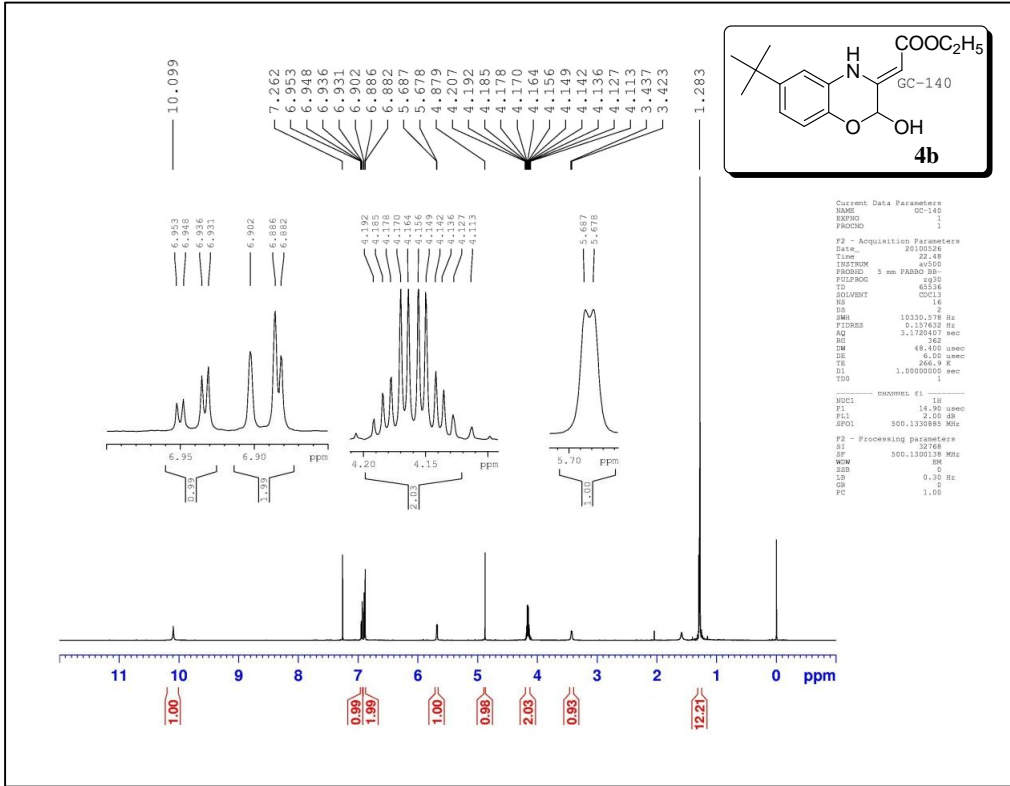 10.099
7.262
6.953
6.948
6.936
6.931
6.902
6.886
6.882
5.687
5.678
4.879
4.207
4.192
4.185
4.178
4.170
4.164
4.156
4.149
4.142
4.136
4.127
4.113
3.437
3.423
1.283
COOC2H5
H
N
GC-140
O
OH
4b
6.953
6.948
6.936
6.931
6.902
6.886
6.882
4.192
4.185
4.178
4.170
4.164
4.156
4.149
4.142
4.136
4.127
4.113
5.687
5.678
6.95 6.90 ppm
4.20 4.15 ppm
5.70 ppm
0.99
1.99
2.03
1.00
Current Data Parameters
NAME GC-140
EXPNO 1
PROCNO 1
F2 - Acquisition Parameters
Date_ 20100526
Time 22.48
INSTRUM av500
PROBHD 5 mm PABBO BB-
PULPROG zg30
TD 65536
SOLVENT CDCl3
NS 16
DS 2
SWH 10330.578 Hz
FIDRES 0.157632 Hz
AQ 3.1720407 sec
RG 362
DW 48.400 usec
DE 6.00 usec
TE 266.9 K
D1 1.00000000 sec
TD0 1
CHANNEL f1
NUC1 1H
P1 14.90 usec
PL1 2.00 dB
SFO1 500.1330885 MHz
F2 - Processing parameters
SI 32768
SF 500.1300138 MHz
WDW EM
SSB 0
LB 0.30 Hz
GB 0
PC 1.00
11 10 9 8 7 6 5 4 3 2 1 0 ppm
1.00
0.99
1.99
1.00
0.98
2.03
0.93
12.21